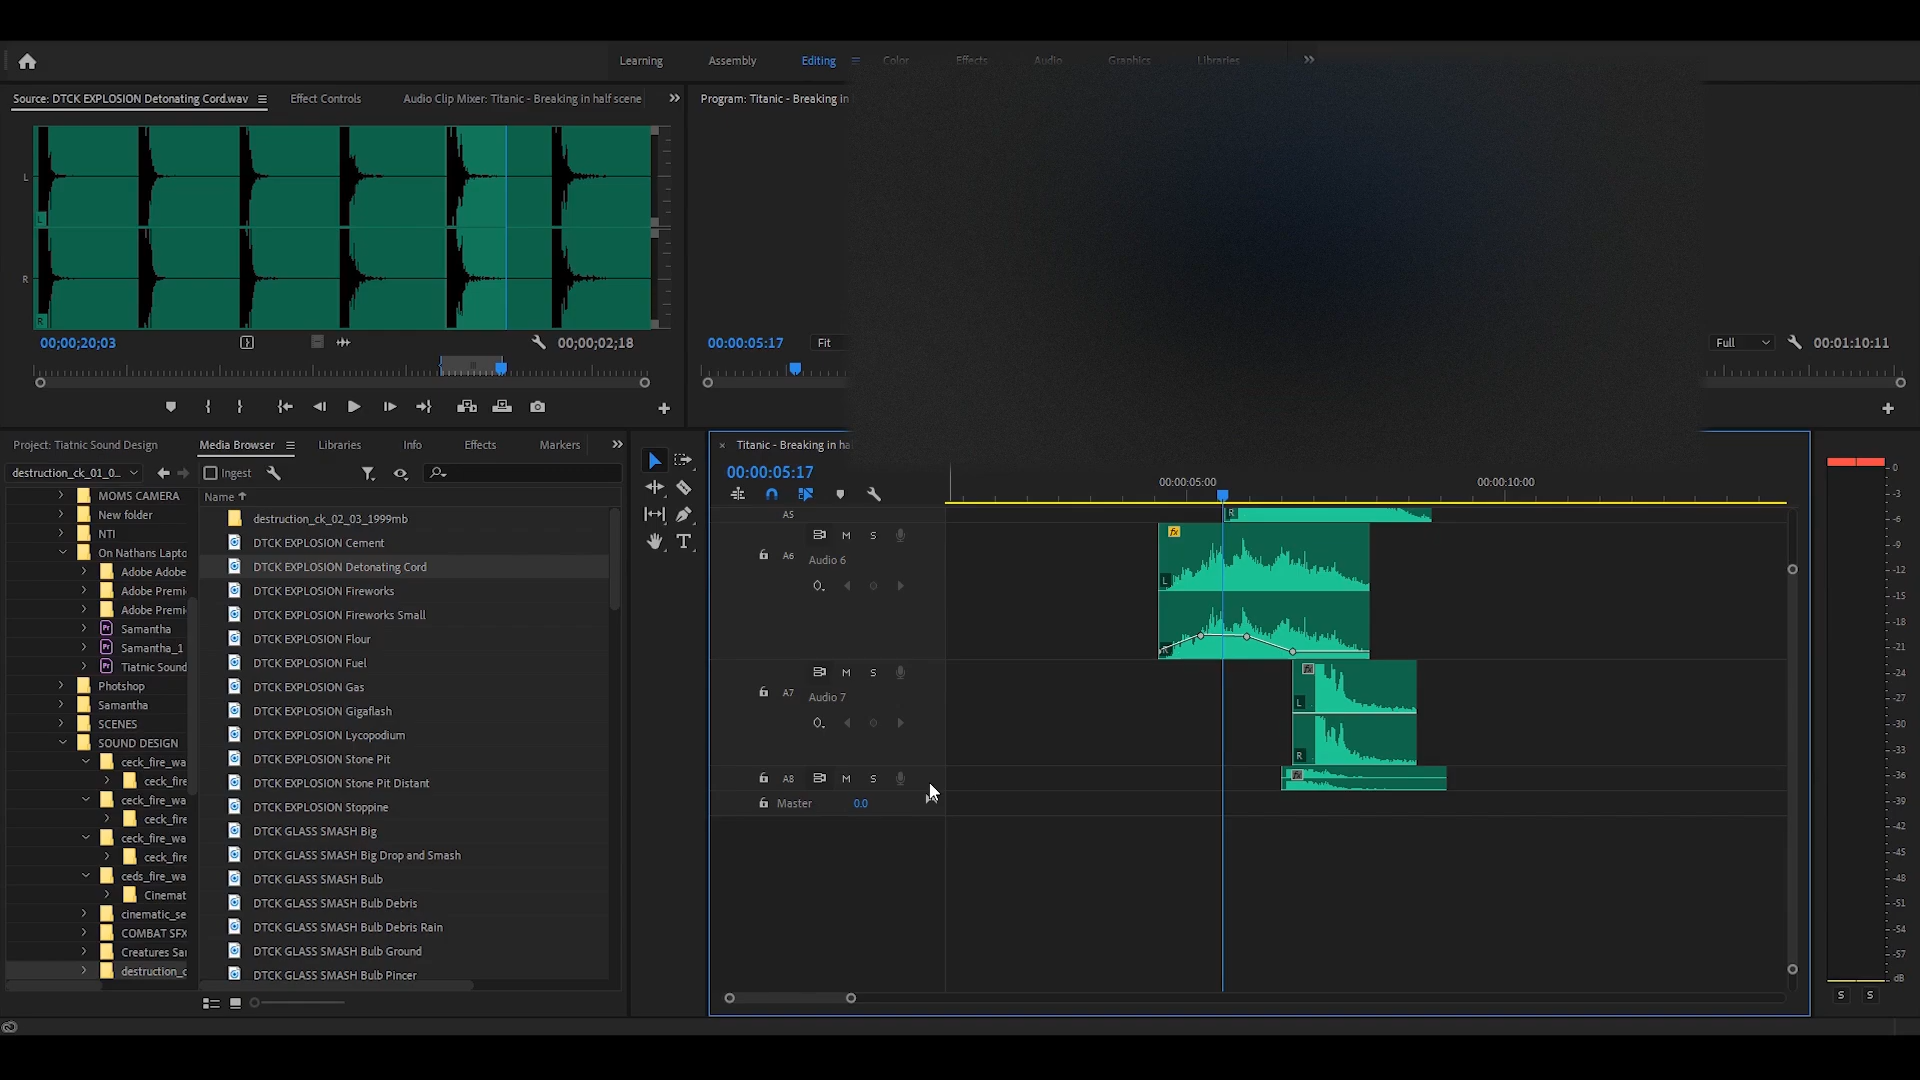 Learning Assembly Editing Color Effects Audio Graphics Libraries
Source: DTCK EXPLOSION Detonating Cord.wav Effect Controls Audio Clip Mixer: Titanic - Breaking in half scene
Program: Titanic - Breaking in
L
L
R
R
00;00;20;03 00;00;02;18
00:00:05:17 Fit Full 00:01:10:11
Project: Tiatnic Sound Design Media Browser Libraries Info Effects Markers
destruction_ck_01_0... Ingest
Name
MOMS CAMERA
New folder
NTI
On Nathans Lapto
Adobe Adobe
Adobe Premi
Adobe Premi
Pr Samantha
Pr Samantha_1
Pr Tiatnic Sound
Photshop
Samantha
SCENES
SOUND DESIGN
ceck_fire_wa
ceck_fire
ceck_fire_wa
ceck_fire
ceck_fire_wa
ceck_fire
ceds_fire_wa
Cinemat
cinematic_se
COMBAT SFX
Creatures Sa
destruction_c
destruction_ck_02_03_1999mb
DTCK EXPLOSION Cement
DTCK EXPLOSION Detonating Cord
DTCK EXPLOSION Fireworks
DTCK EXPLOSION Fireworks Small
DTCK EXPLOSION Flour
DTCK EXPLOSION Fuel
DTCK EXPLOSION Gas
DTCK EXPLOSION Gigaflash
DTCK EXPLOSION Lycopodium
DTCK EXPLOSION Stone Pit
DTCK EXPLOSION Stone Pit Distant
DTCK EXPLOSION Stoppine
DTCK GLASS SMASH Big
DTCK GLASS SMASH Big Drop and Smash
DTCK GLASS SMASH Bulb
DTCK GLASS SMASH Bulb Debris
DTCK GLASS SMASH Bulb Debris Rain
DTCK GLASS SMASH Bulb Ground
DTCK GLASS SMASH Bulb Pincer
Titanic - Breaking in ha
00:00:05:17
00:00:05:00 00:00:10:00
A5 R
M S fx
A6 Audio 6
L
R
M S fx
A7 Audio 7
L
R
A8 M S fx
Master 0.0
0
-3
-6
-9
-12
-15
-18
-21
-24
-27
-30
-33
-36
-39
-42
-45
-48
-51
-54
-57
dB
S S